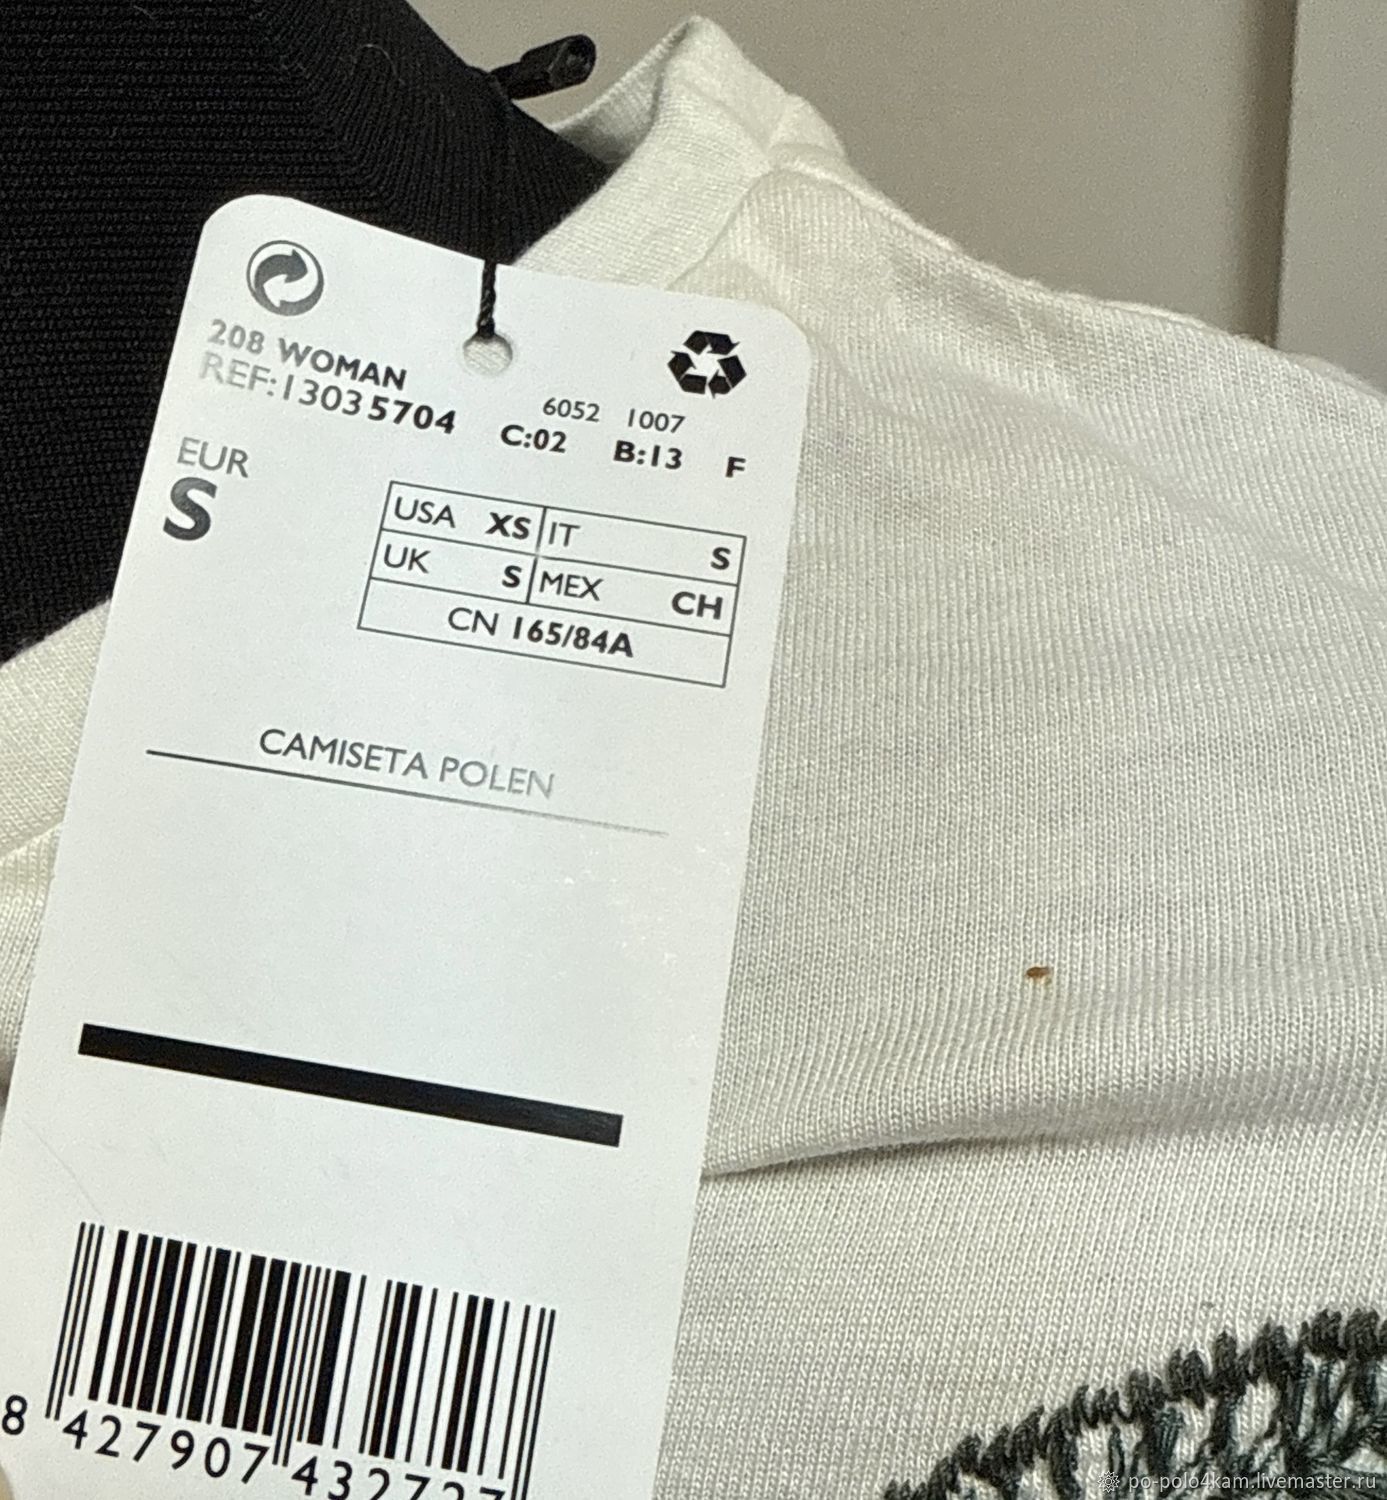 208 WOMAN
REF:13035704
6052 1007
C:02 B:13 F
EUR
S
USA XS IT S
UK S MEX CH
CN 165/84A
CAMISETA POLEN
8 427907 432727
po-polo4kam.livemaster.ru